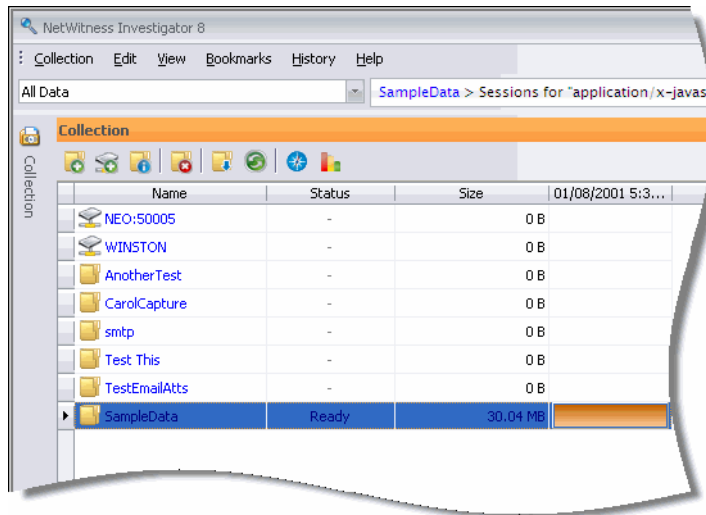 NetWitness Investigator 8
Collection Edit View Bookmarks History Help
All Data SampleData > Sessions for "application/x-javas
Collection
Collection
Name Status Size 01/08/2001 5:3...
NEO:50005 - 0 B
WINSTON - 0 B
AnotherTest - 0 B
CarolCapture - 0 B
smtp - 0 B
Test This - 0 B
TestEmailAtts - 0 B
SampleData Ready 30.04 MB